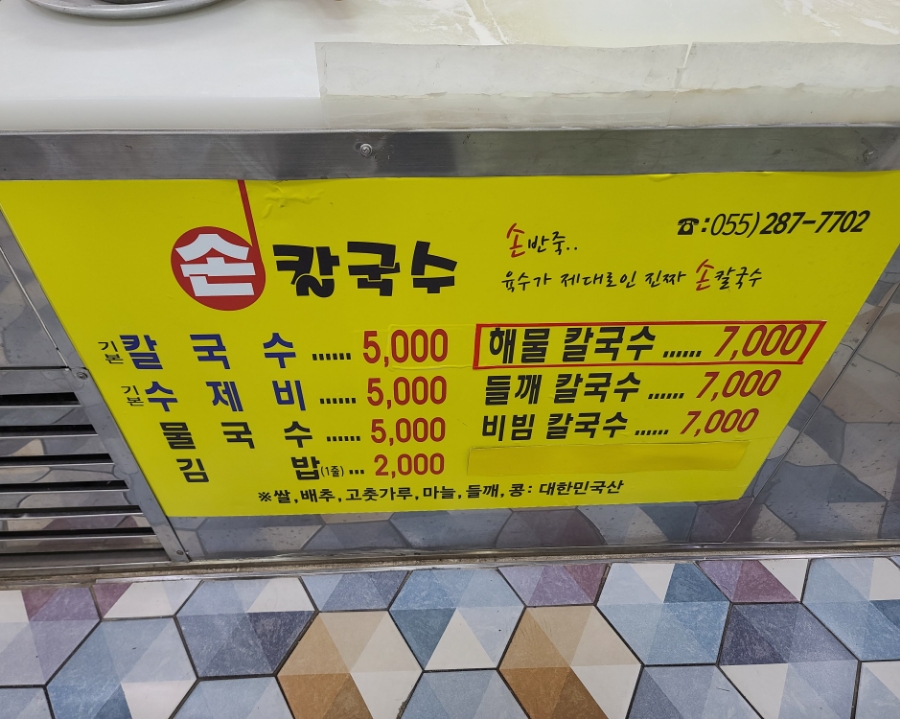 손 칼국수
손반죽..
육수가 제대로인 진짜 손칼국수
☎:055)287-7702
기본 칼국수 ...... 5,000
기본 수제비 ...... 5,000
물국수 ...... 5,000
김밥(1줄) ... 2,000
해물 칼국수 ...... 7,000
들깨 칼국수 ...... 7,000
비빔 칼국수 ...... 7,000
※쌀,배추,고춧가루,마늘,들깨,콩: 대한민국산